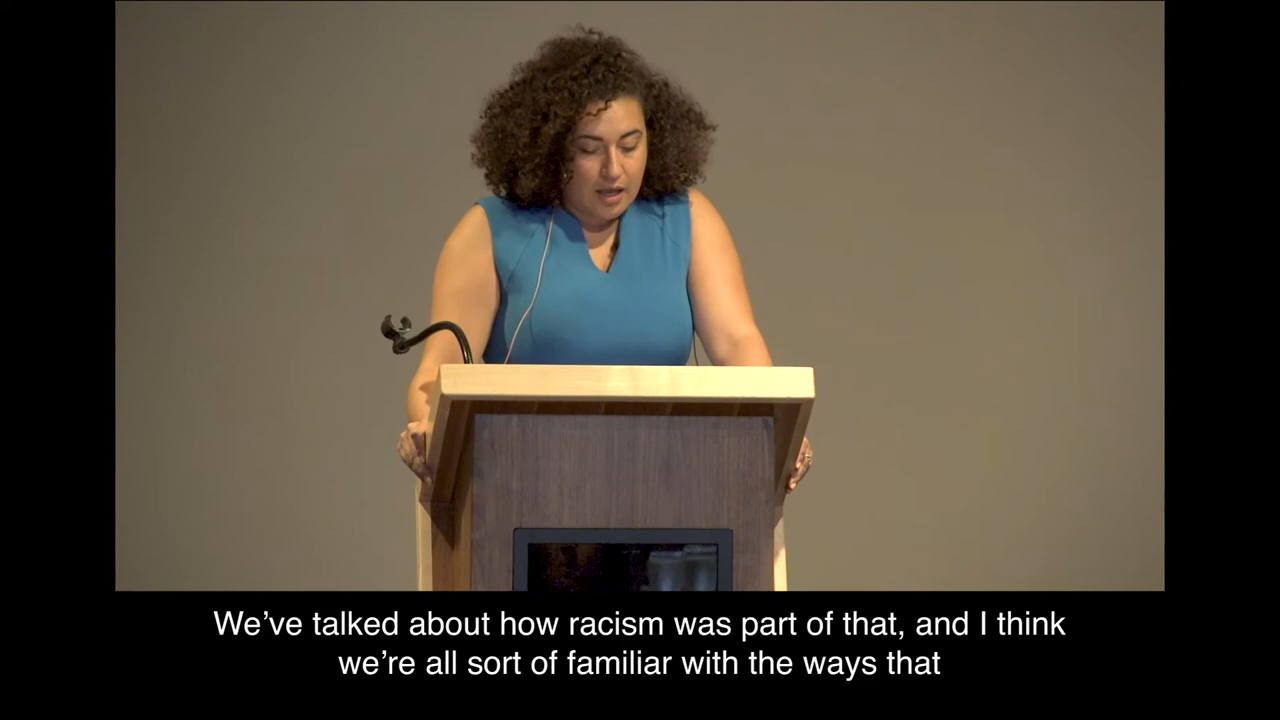 We’ve talked about how racism was part of that, and I think
we’re all sort of familiar with the ways that